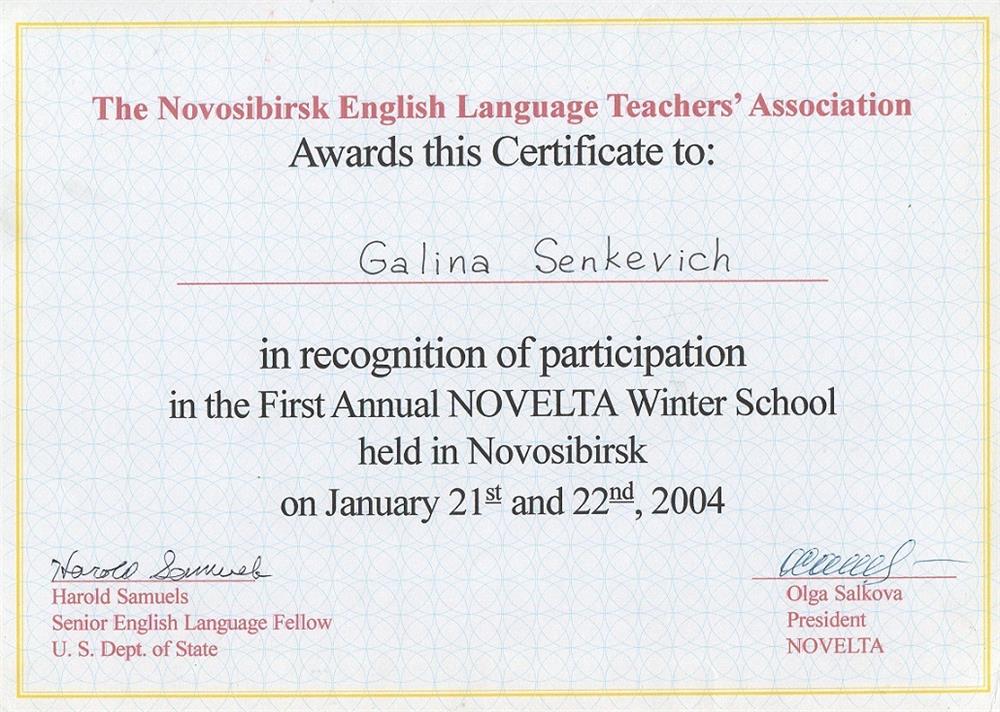 The Novosibirsk English Language Teachers' Association
Awards this Certificate to:
Galina Senkevich
in recognition of participation
in the First Annual NOVELTA Winter School
held in Novosibirsk
on January 21st and 22nd, 2004
Harold Samuels
Harold Samuels
Senior English Language Fellow
U. S. Dept. of State
Olga Salkova
President
NOVELTA